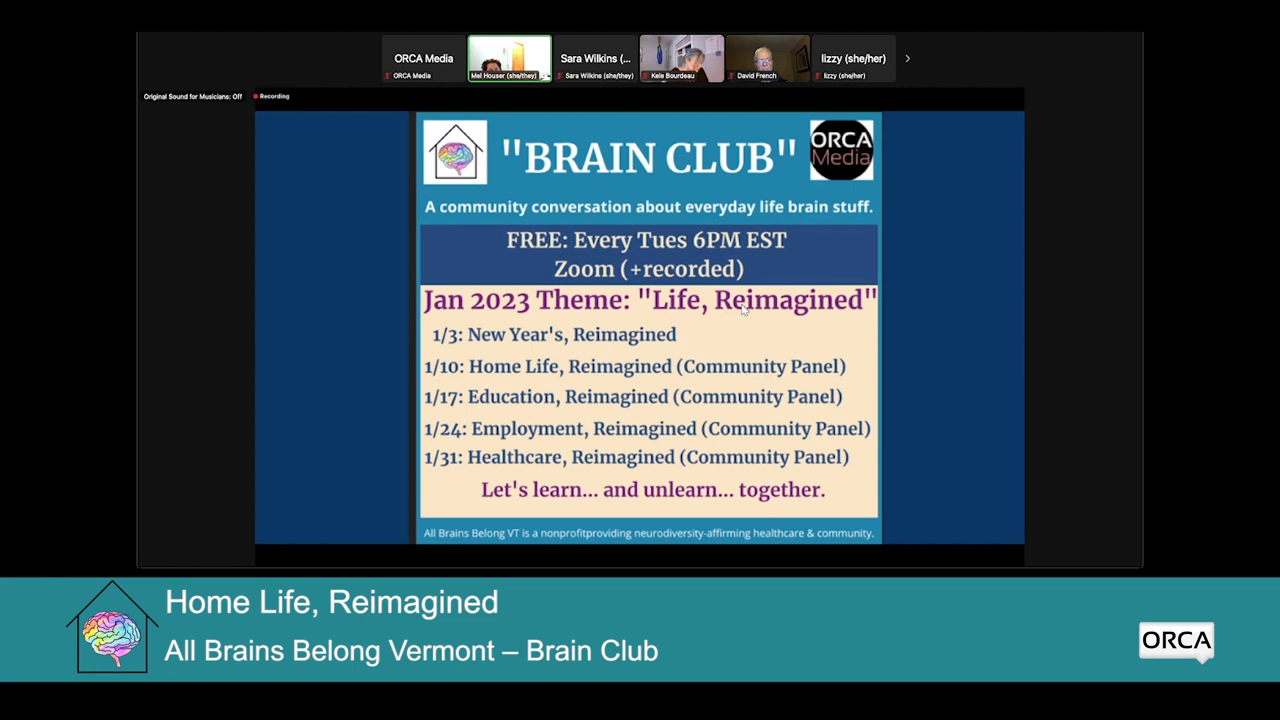 ORCA Media
Sara Wilkins (...
lizzy (she/her)
ORCA Media
Mel Houser (she/they)
Sara Wilkins (she/they)
Kele Bourdeau
David French
lizzy (she/her)
Original Sound for Musicians: Off
Recording
"BRAIN CLUB"
ORCA
Media
A community conversation about everyday life brain stuff.
FREE: Every Tues 6PM EST
Zoom (+recorded)
Jan 2023 Theme: "Life, Reimagined"
1/3: New Year's, Reimagined
1/10: Home Life, Reimagined (Community Panel)
1/17: Education, Reimagined (Community Panel)
1/24: Employment, Reimagined (Community Panel)
1/31: Healthcare, Reimagined (Community Panel)
Let's learn... and unlearn... together.
All Brains Belong VT is a nonprofitproviding neurodiversity-affirming healthcare & community.
Home Life, Reimagined
All Brains Belong Vermont – Brain Club
ORCA